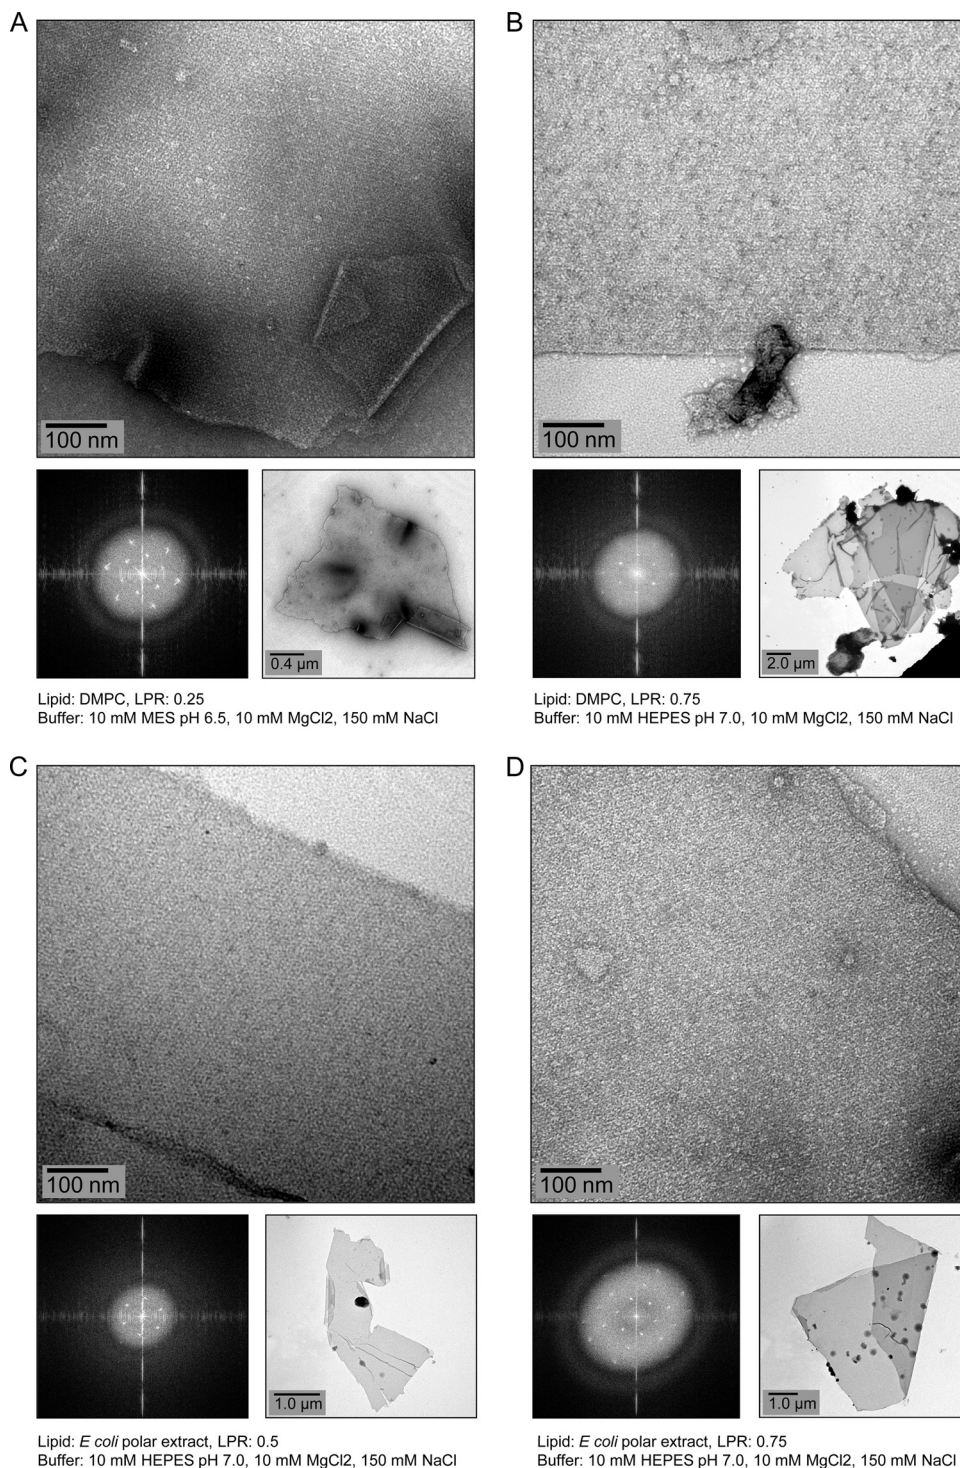 A
B
100 nm
100 nm
0.4 µm
2.0 µm
Lipid: DMPC, LPR: 0.25
Buffer: 10 mM MES pH 6.5, 10 mM MgCl2, 150 mM NaCl
Lipid: DMPC, LPR: 0.75
Buffer: 10 mM HEPES pH 7.0, 10 mM MgCl2, 150 mM NaCl
C
D
100 nm
100 nm
1.0 µm
1.0 µm
Lipid: E coli polar extract, LPR: 0.5
Buffer: 10 mM HEPES pH 7.0, 10 mM MgCl2, 150 mM NaCl
Lipid: E coli polar extract, LPR: 0.75
Buffer: 10 mM HEPES pH 7.0, 10 mM MgCl2, 150 mM NaCl